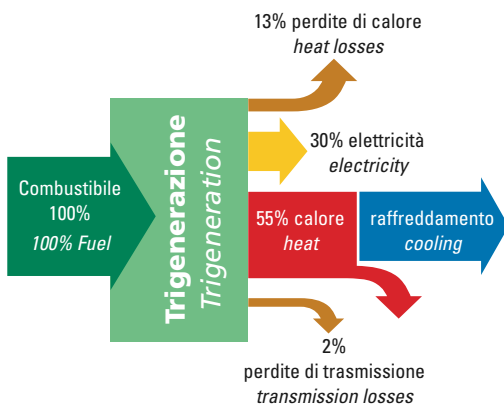 13% perdite di calore
heat losses
30% elettricità
electricity
Combustibile
100%
100% Fuel
Trigenerazione
Trigeneration
55% calore
heat
raffreddamento
cooling
2%
perdite di trasmissione
transmission losses